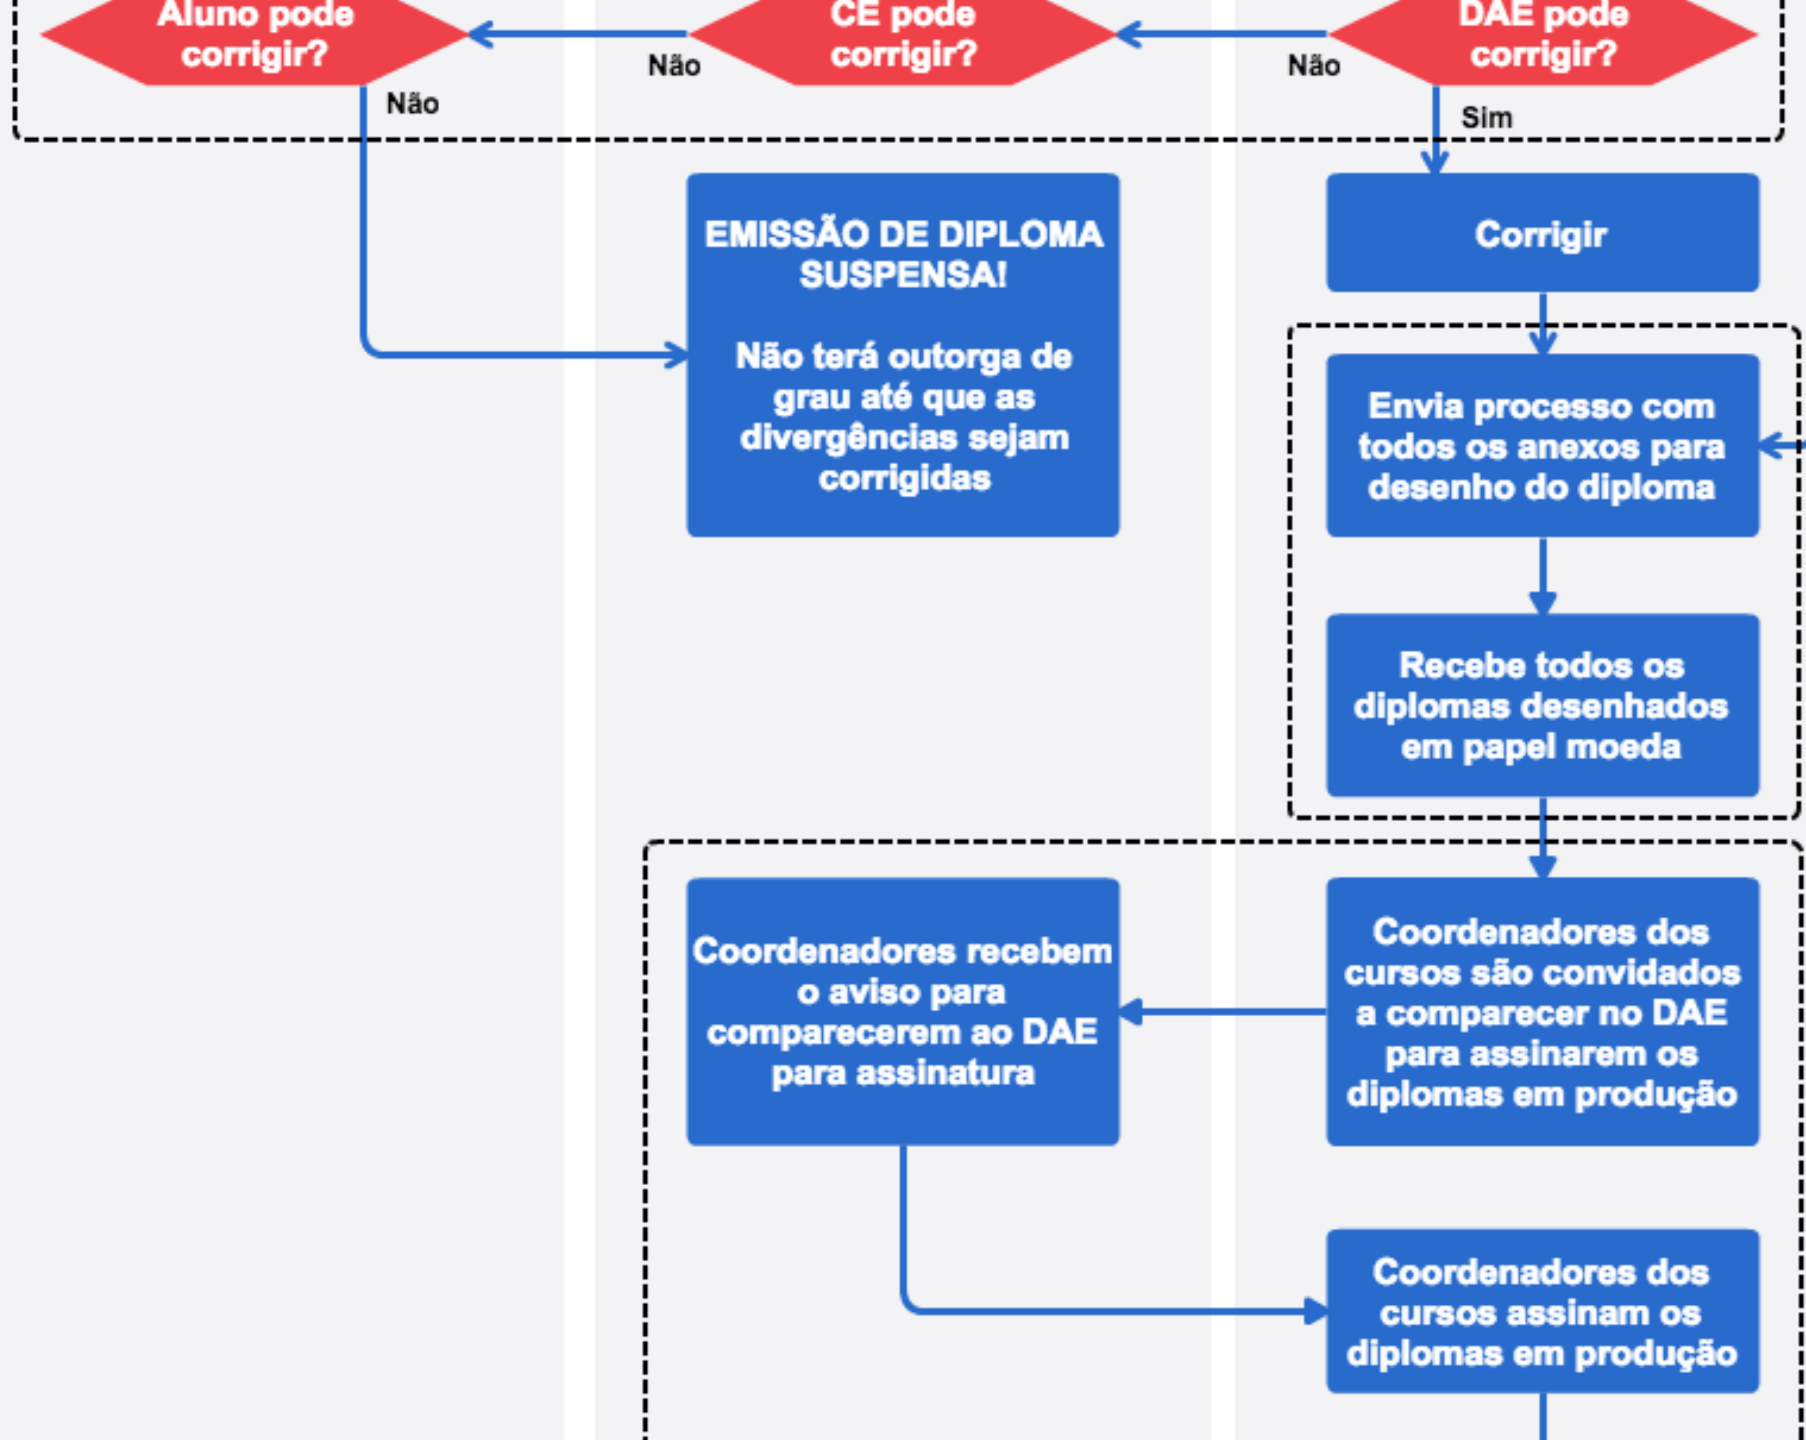 Aluno pode
corrigir?
CE pode
corrigir?
DAE pode
corrigir?
Não
Não
Não
Sim
EMISSÃO DE DIPLOMA
SUSPENSA!
Não terá outorga de
grau até que as
divergências sejam
corrigidas
Corrigir
Envia processo com
todos os anexos para
desenho do diploma
Recebe todos os
diplomas desenhados
em papel moeda
Coordenadores recebem
o aviso para
comparecerem ao DAE
para assinatura
Coordenadores dos
cursos são convidados
a comparecer no DAE
para assinarem os
diplomas em produção
Coordenadores dos
cursos assinam os
diplomas em produção